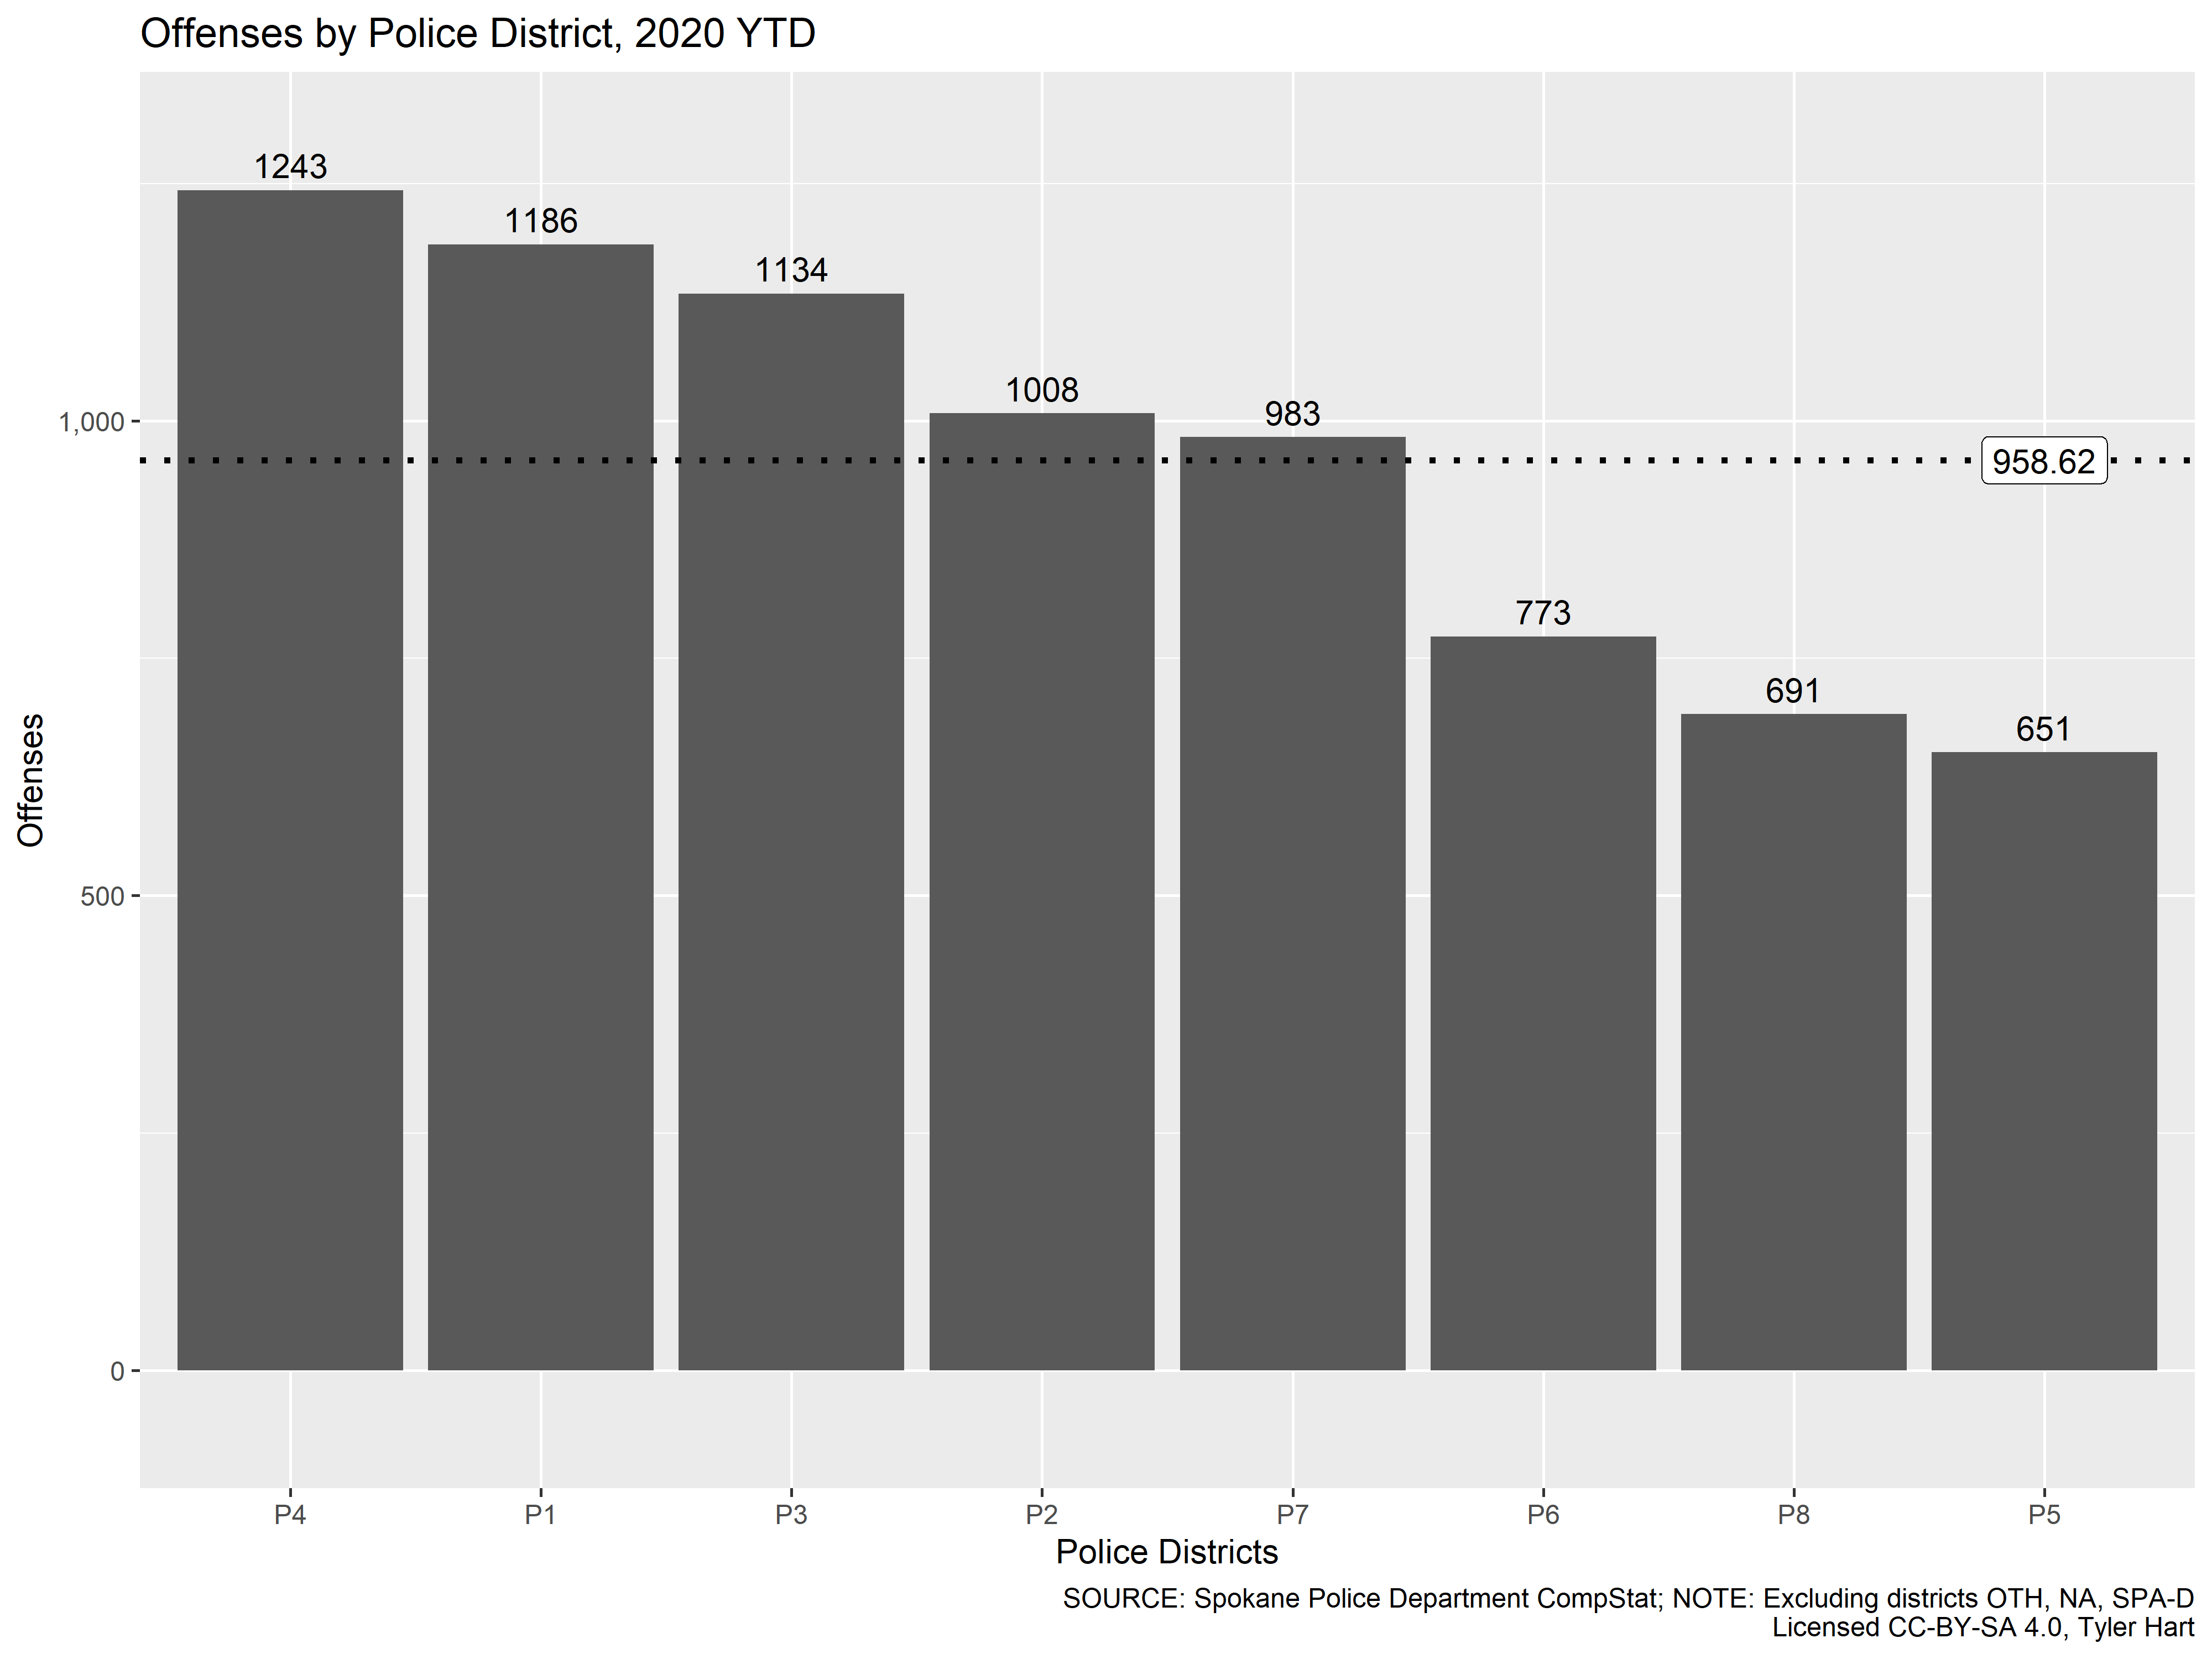 Offenses by Police District, 2020 YTD
1243
1186
1134
1008
983
773
691
651
958.62
1,000
500
0
Offenses
P4 P1 P3 P2 P7 P6 P8 P5
Police Districts
SOURCE: Spokane Police Department CompStat; NOTE: Excluding districts OTH, NA, SPA-D
Licensed CC-BY-SA 4.0, Tyler Hart